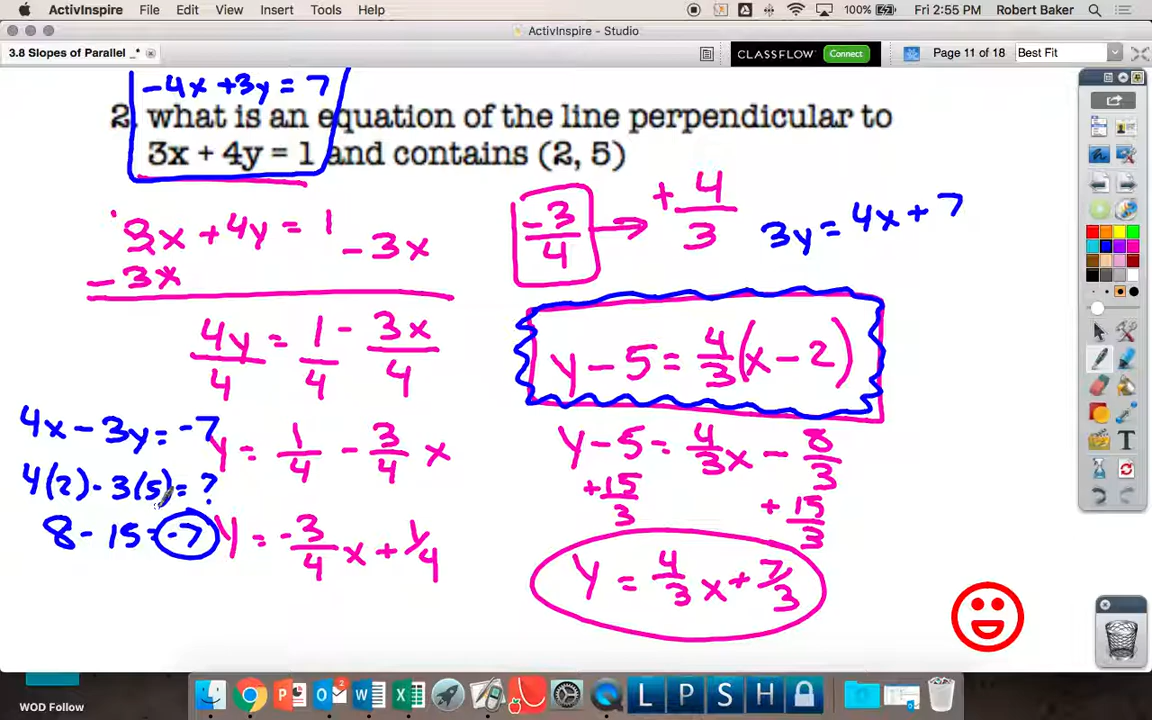 ActivInspire File Edit View Insert Tools Help 100% Fri 2:55 PM Robert Baker
ActivInspire - Studio
3.8 Slopes of Parallel _*
CLASSFLOW Connect
Page 11 of 18 Best Fit
-4x + 3y = 7
2. what is an equation of the line perpendicular to
3x + 4y = 1 and contains (2, 5)
3x + 4y = 1 - 3x
- 3x
-3/4 → +4/3
3y = 4x + 7
4y/4 = 1/4 - 3x/4
y - 5 = 4/3(x - 2)
4x - 3y = -7
y = 1/4 - 3/4 x
y - 5 = 4/3x - 8/3
4(2) - 3(5) = ?
+15/3 +15/3
8 - 15 = -7
y = -3/4 x + 1/4
y = 4/3x + 7/3
T
L P S H
WOD Follow